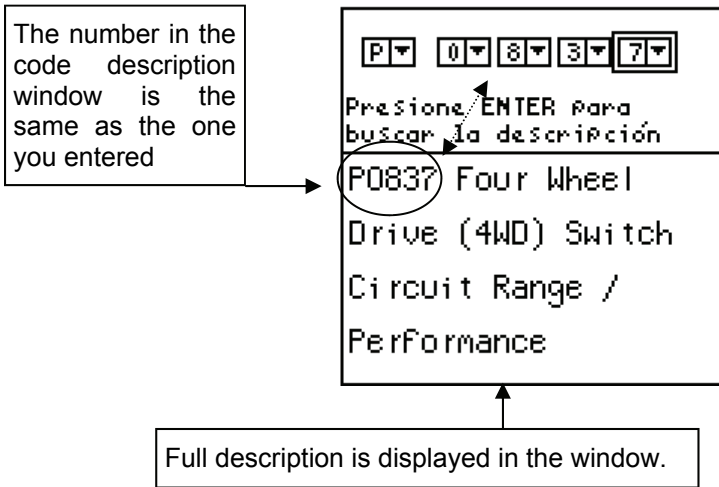 The number in the
code description
window is the
same as the one
you entered
P 0 8 3 7
Presione ENTER para
buscar la descripción
P0837 Four Wheel
Drive (4WD) Switch
Circuit Range /
Performance
Full description is displayed in the window.